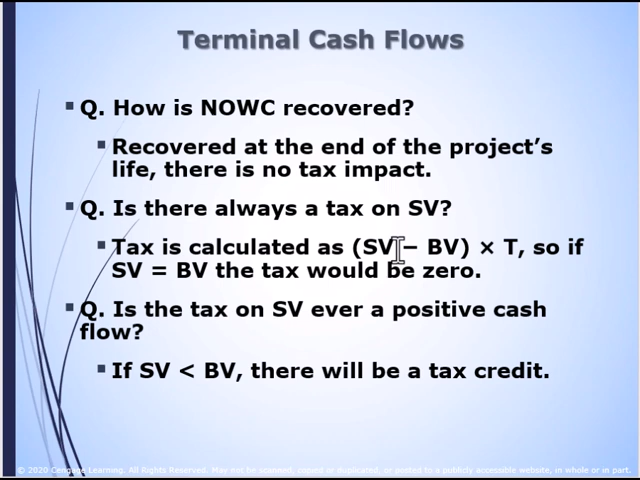 Terminal Cash Flows
Q. How is NOWC recovered?
Recovered at the end of the project's
life, there is no tax impact.
Q. Is there always a tax on SV?
Tax is calculated as (SV − BV) × T, so if
SV = BV the tax would be zero.
Q. Is the tax on SV ever a positive cash
flow?
If SV < BV, there will be a tax credit.
© 2020 Cengage Learning. All Rights Reserved. May not be scanned, copied or duplicated, or posted to a publicly accessible website, in whole or in part.